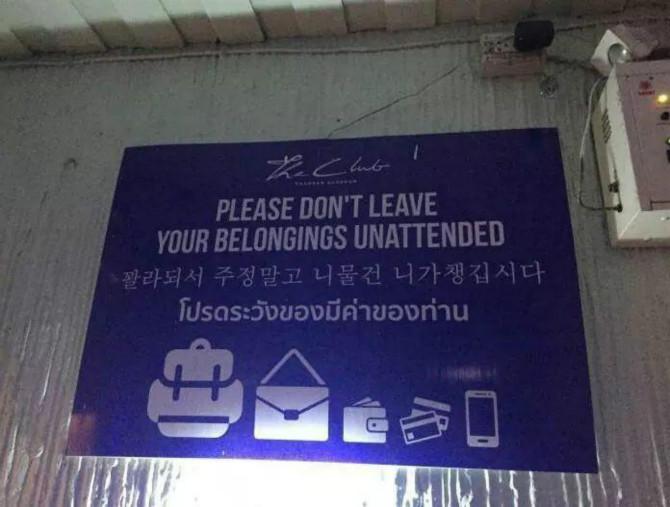 The Club
PLEASE DON'T LEAVE
YOUR BELONGINGS UNATTENDED
꽐라되서 주정말고 니물건 니가챙깁시다
โปรดระวังของมีค่าของท่าน